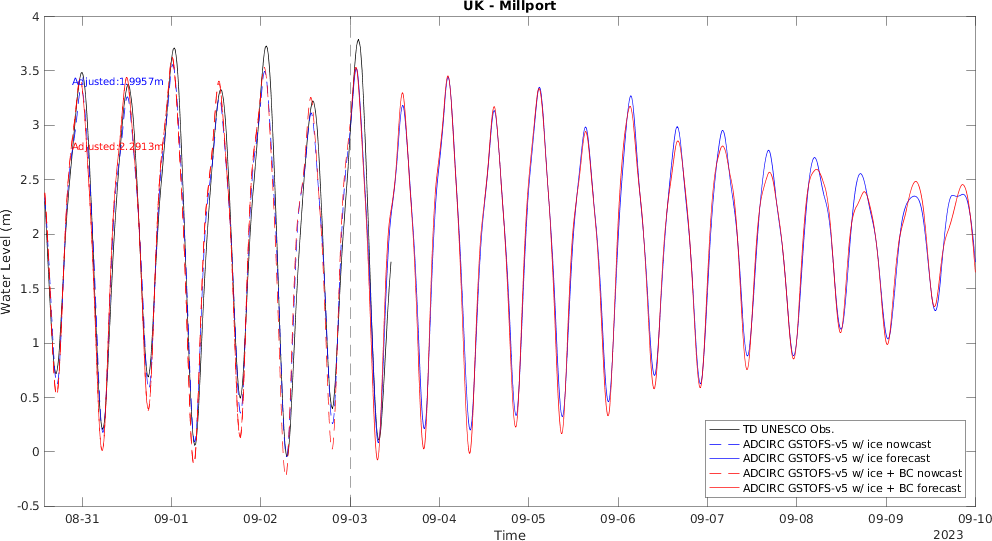 UK - Millport
4
3.5
3
2.5
2
1.5
1
0.5
0
-0.5
Water Level (m)
Adjusted:1.9957m
Adjusted:2.2913m
TD UNESCO Obs.
ADCIRC GSTOFS-v5 w/ ice nowcast
ADCIRC GSTOFS-v5 w/ ice forecast
ADCIRC GSTOFS-v5 w/ ice + BC nowcast
ADCIRC GSTOFS-v5 w/ ice + BC forecast
08-31 09-01 09-02 09-03 09-04 09-05 09-06 09-07 09-08 09-09 09-10
Time
2023